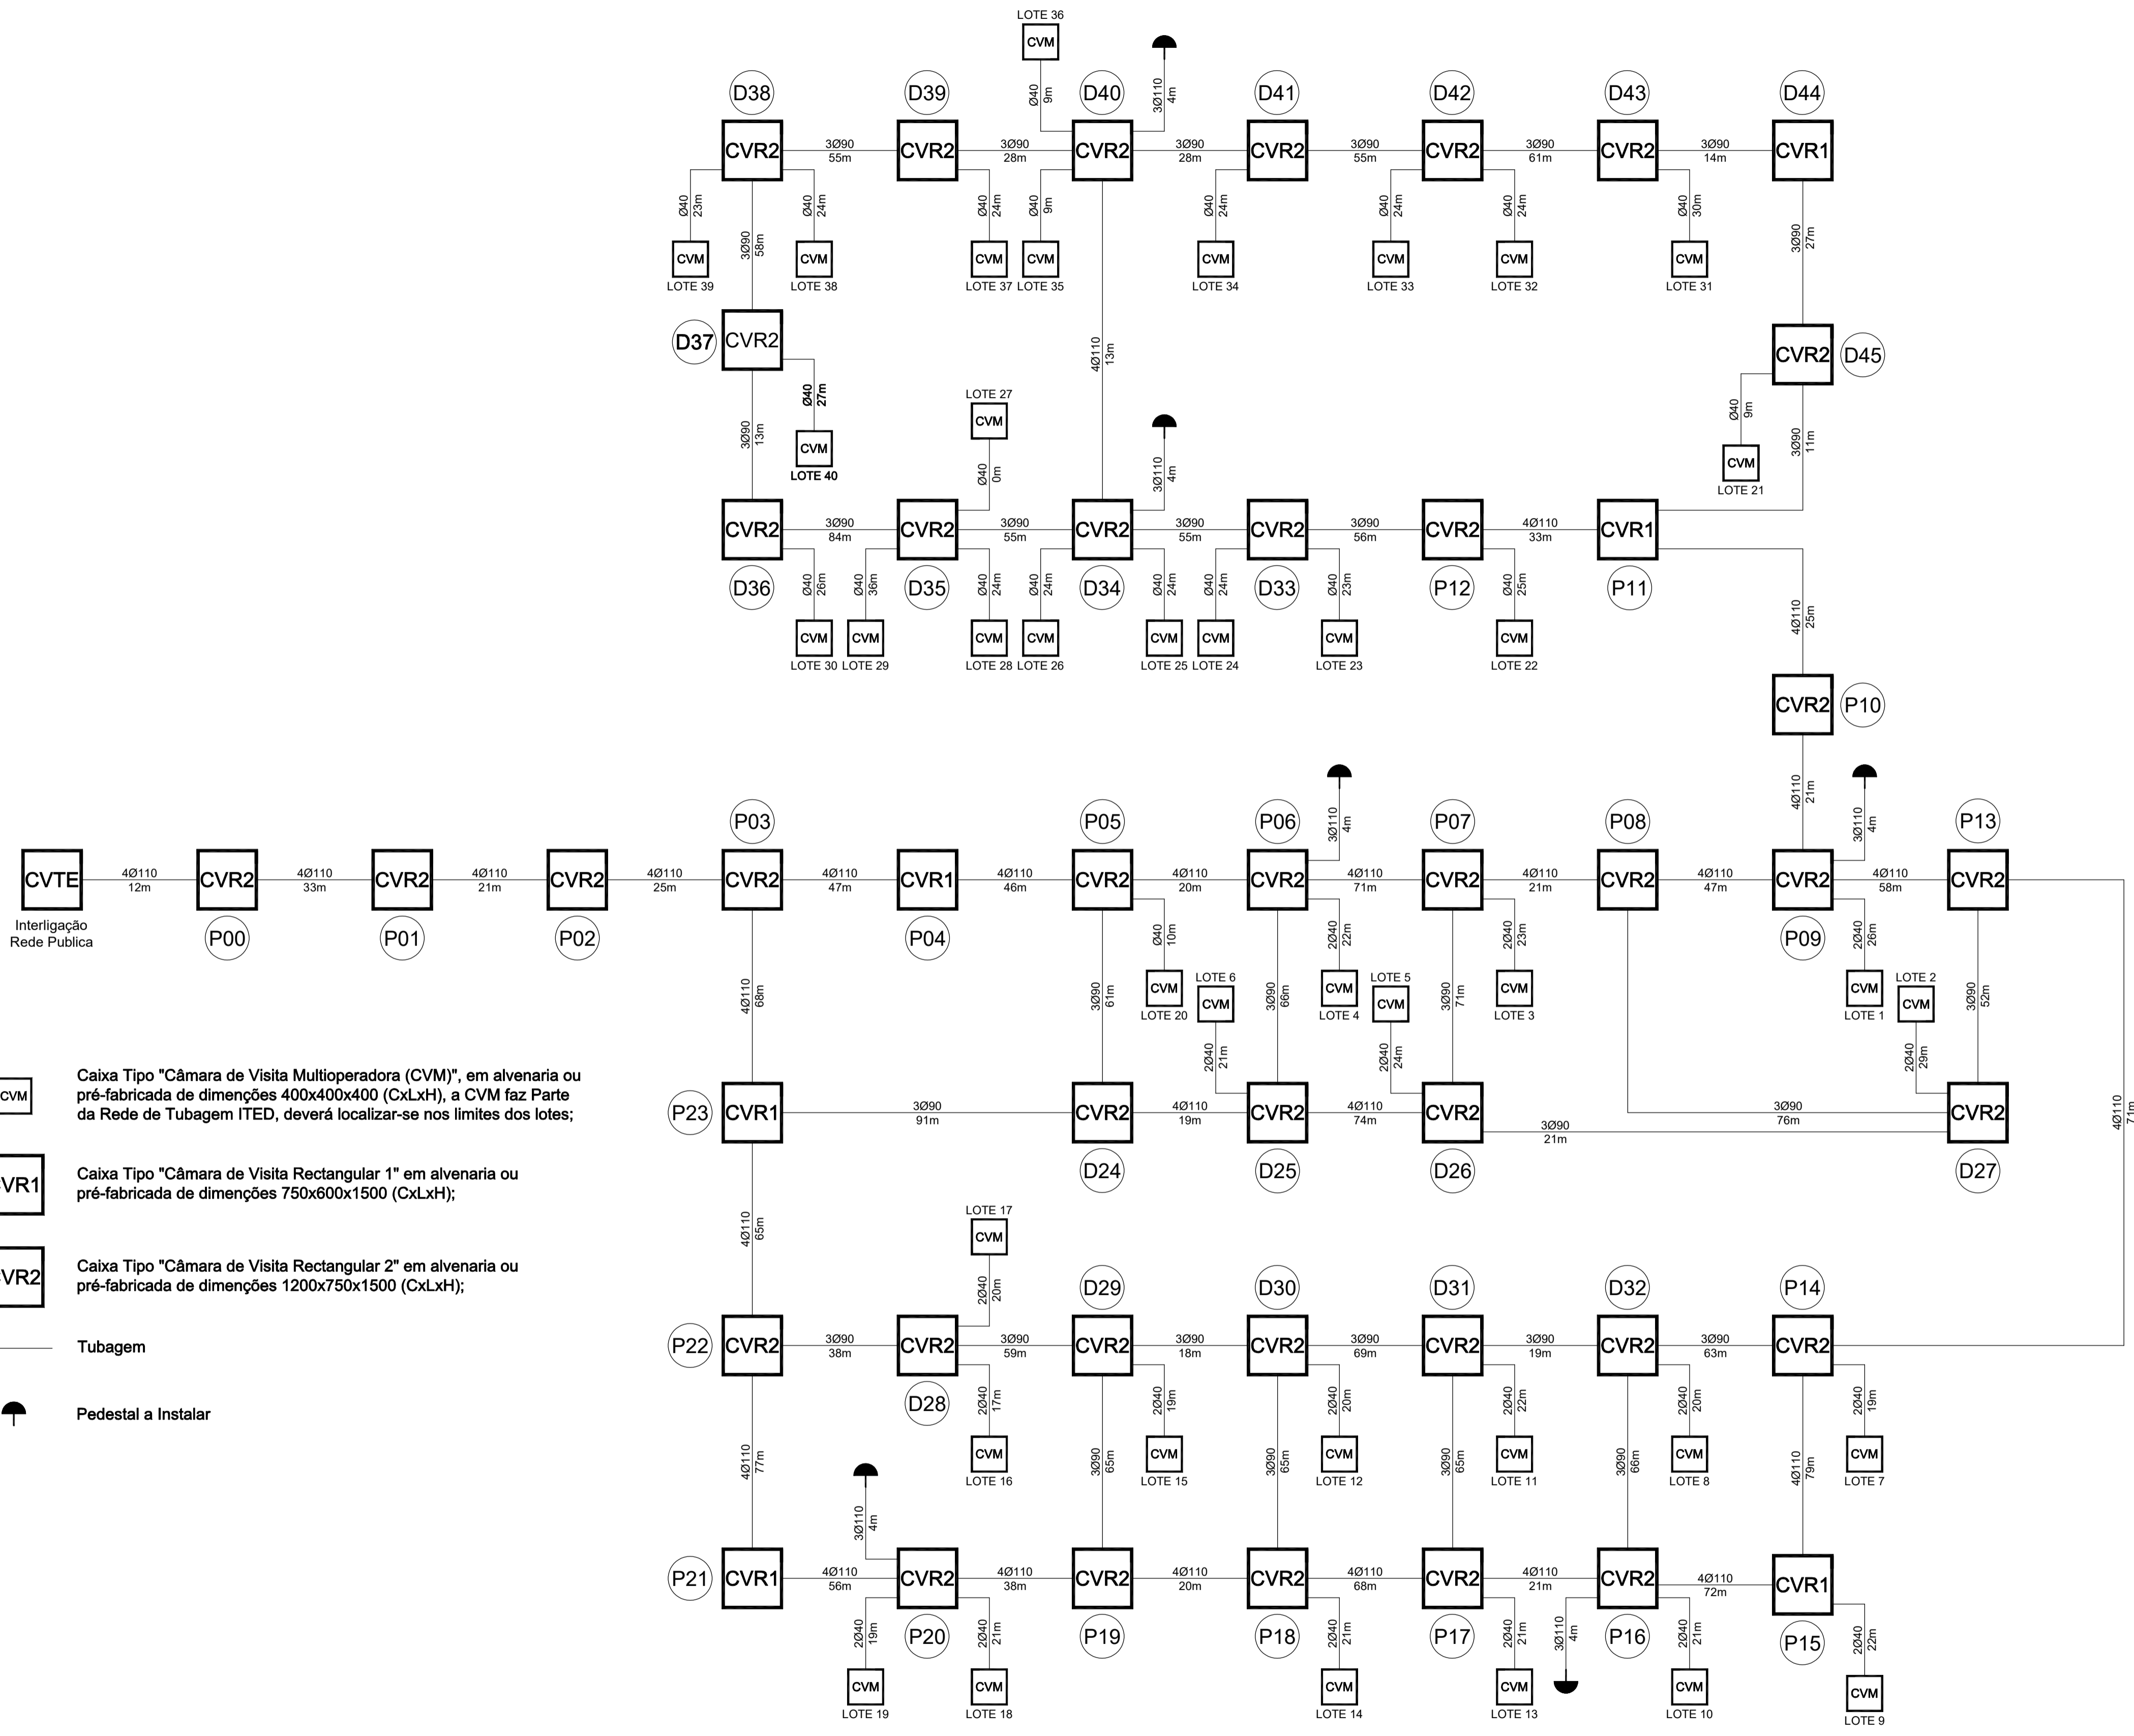 LOTE 36
CVM
Ø40
9m
3Ø110
4m
D38
D39
D40
D41
D42
D43
D44
CVR2
3Ø90
55m
CVR2
3Ø90
28m
CVR2
3Ø90
28m
CVR2
3Ø90
55m
CVR2
3Ø90
61m
CVR2
3Ø90
14m
CVR1
Ø40
23m
3Ø90
58m
Ø40
24m
Ø40
24m
Ø40
9m
Ø40
24m
Ø40
24m
Ø40
24m
Ø40
30m
3Ø90
27m
CVM
CVM
CVM
CVM
CVM
CVM
CVM
CVM
LOTE 39
LOTE 38
LOTE 37
LOTE 35
LOTE 34
LOTE 33
LOTE 32
LOTE 31
D37
CVR2
4Ø110
13m
CVR2
D45
Ø40
27m
3Ø90
13m
CVM
LOTE 40
LOTE 27
CVM
Ø40
0m
3Ø110
4m
Ø40
9m
CVM
LOTE 21
3Ø90
11m
CVR2
3Ø90
84m
CVR2
3Ø90
55m
CVR2
3Ø90
55m
CVR2
3Ø90
56m
CVR2
4Ø110
33m
CVR1
D36
D35
D34
D33
P12
P11
Ø40
26m
Ø40
36m
Ø40
24m
Ø40
24m
Ø40
24m
Ø40
24m
Ø40
23m
Ø40
25m
4Ø110
25m
CVM
CVM
CVM
CVM
CVM
CVM
CVM
CVM
LOTE 30
LOTE 29
LOTE 28
LOTE 26
LOTE 25
LOTE 24
LOTE 23
LOTE 22
CVR2
P10
4Ø110
21m
3Ø110
4m
3Ø110
4m
P03
P05
P06
P07
P08
P13
CVTE
4Ø110
12m
CVR2
4Ø110
33m
CVR2
4Ø110
21m
CVR2
4Ø110
25m
CVR2
4Ø110
47m
CVR1
4Ø110
46m
CVR2
4Ø110
20m
CVR2
4Ø110
71m
CVR2
4Ø110
21m
CVR2
4Ø110
47m
CVR2
4Ø110
58m
CVR2
Interligação
Rede Publica
P00
P01
P02
P04
P09
4Ø110
68m
3Ø90
61m
Ø40
10m
CVM
LOTE 20
LOTE 6
CVM
2Ø40
21m
3Ø90
66m
2Ø40
22m
CVM
LOTE 4
LOTE 5
CVM
2Ø40
24m
3Ø90
71m
2Ø40
23m
CVM
LOTE 3
2Ø40
26m
CVM
LOTE 1
LOTE 2
CVM
2Ø40
29m
3Ø90
52m
4Ø110
71m
P23
CVR1
3Ø90
91m
CVR2
4Ø110
19m
CVR2
4Ø110
74m
CVR2
3Ø90
21m
3Ø90
76m
CVR2
D24
D25
D26
D27
CVM
Caixa Tipo "Câmara de Visita Multioperadora (CVM)", em alvenaria ou
pré-fabricada de dimenções 400x400x400 (CxLxH), a CVM faz Parte
da Rede de Tubagem ITED, deverá localizar-se nos limites dos lotes;
VR1
Caixa Tipo "Câmara de Visita Rectangular 1" em alvenaria ou
pré-fabricada de dimenções 750x600x1500 (CxLxH);
VR2
Caixa Tipo "Câmara de Visita Rectangular 2" em alvenaria ou
pré-fabricada de dimenções 1200x750x1500 (CxLxH);
Tubagem
Pedestal a Instalar
4Ø110
65m
LOTE 17
CVM
2Ø40
20m
D29
D30
D31
D32
P14
P22
CVR2
3Ø90
38m
CVR2
3Ø90
59m
CVR2
3Ø90
18m
CVR2
3Ø90
69m
CVR2
3Ø90
19m
CVR2
3Ø90
63m
CVR2
D28
4Ø110
77m
2Ø40
17m
3Ø90
65m
2Ø40
19m
3Ø90
65m
2Ø40
20m
3Ø90
65m
2Ø40
22m
3Ø90
66m
2Ø40
20m
4Ø110
79m
2Ø40
19m
CVM
CVM
CVM
CVM
CVM
CVM
LOTE 16
LOTE 15
LOTE 12
LOTE 11
LOTE 8
LOTE 7
3Ø110
4m
P21
CVR1
4Ø110
56m
CVR2
4Ø110
38m
CVR2
4Ø110
20m
CVR2
4Ø110
68m
CVR2
4Ø110
21m
CVR2
4Ø110
72m
CVR1
P20
P19
P18
P17
P16
P15
2Ø40
19m
2Ø40
21m
2Ø40
21m
2Ø40
21m
3Ø110
4m
2Ø40
21m
2Ø40
22m
CVM
CVM
CVM
CVM
CVM
CVM
LOTE 19
LOTE 18
LOTE 14
LOTE 13
LOTE 10
LOTE 9